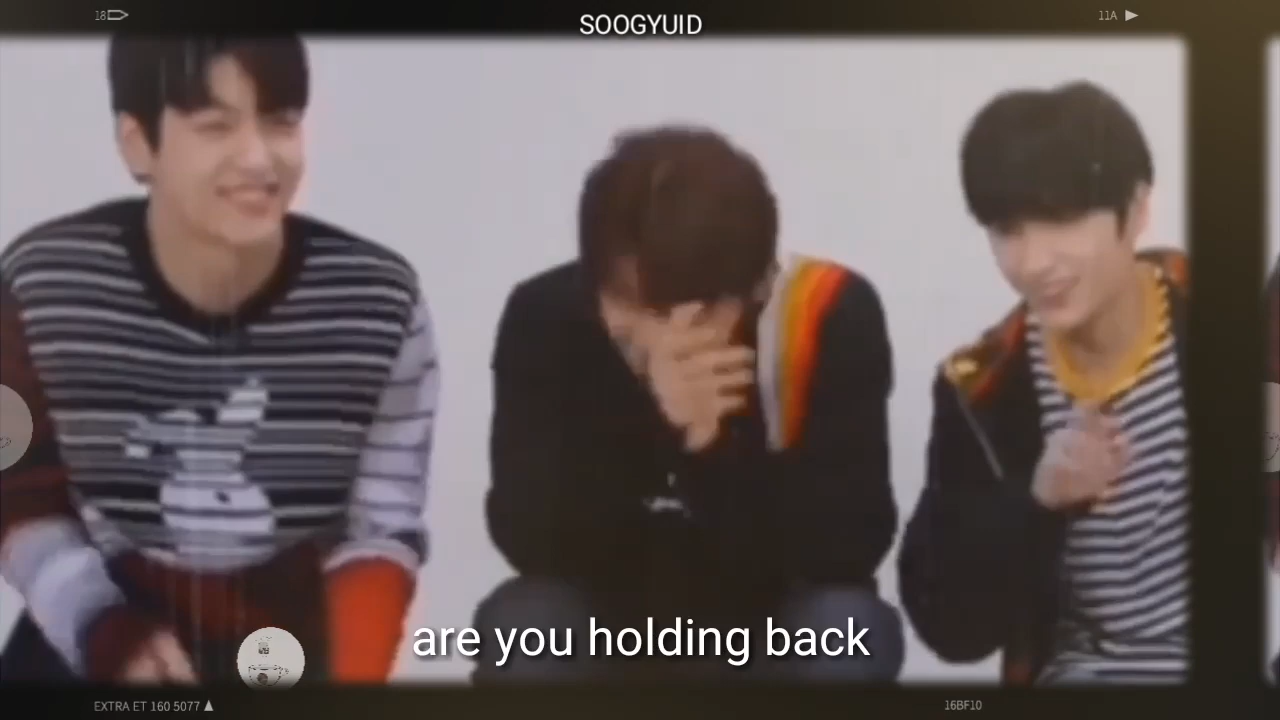 18
SOOGYUID
11A
are you holding back
EXTRA ET 160 5077
16BF10